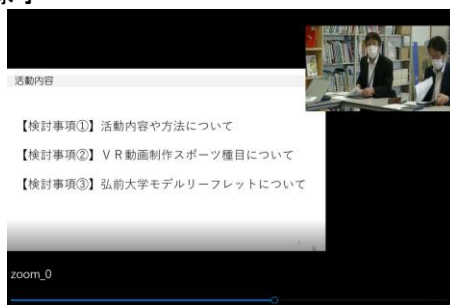 活動内容
【検討事項①】活動内容や方法について
【検討事項②】ＶＲ動画制作スポーツ種目について
【検討事項③】弘前大学モデルリーフレットについて
zoom_0